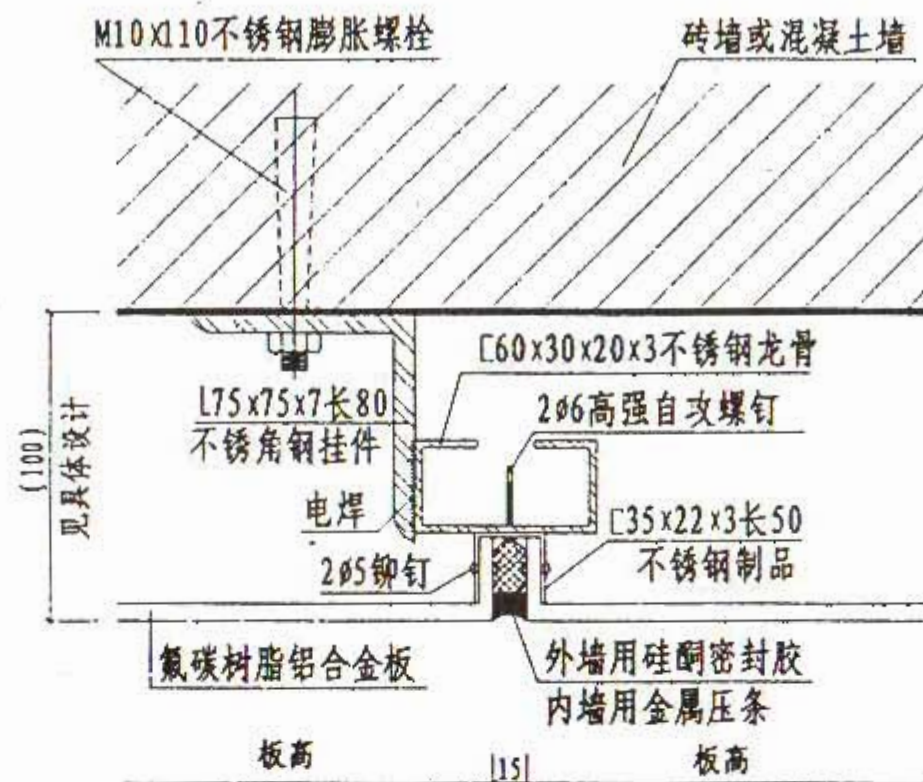 M10x110不锈钢膨胀螺栓
砖墙或混凝土墙
[60x30x20x3不锈钢龙骨
L75x75x7长80
不锈角钢挂件
2ø6高强自攻螺钉
(100)
见具体设计
电焊
[35x22x3长50
不锈钢制品
2ø5铆钉
氟碳树脂铝合金板
外墙用硅酮密封胶
内墙用金属压条
板高
15
板高